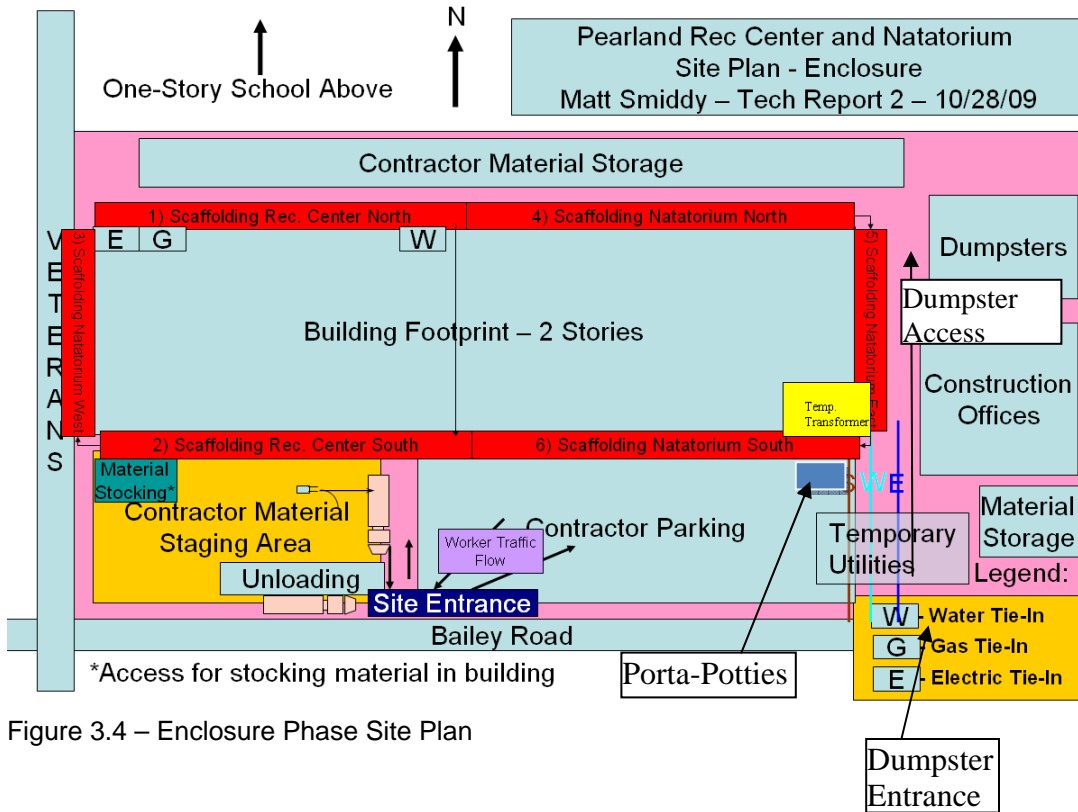 N
One-Story School Above
Pearland Rec Center and Natatorium
Site Plan - Enclosure
Matt Smiddy – Tech Report 2 – 10/28/09
Contractor Material Storage
1) Scaffolding Rec. Center North
4) Scaffolding Natatorium North
E
G
W
VETERANS
3) Scaffolding Natatorium West
5) Scaffolding Natatorium East
Dumpsters
Dumpster
Access
Building Footprint – 2 Stories
Construction
Offices
Temp.
Transformer
2) Scaffolding Rec. Center South
6) Scaffolding Natatorium South
Material
Stocking*
S
W
E
Contractor Material
Staging Area
Contractor Parking
Worker Traffic
Flow
Material
Storage
Temporary
Utilities
Unloading
Site Entrance
Legend:
W - Water Tie-In
G - Gas Tie-In
E - Electric Tie-In
Bailey Road
*Access for stocking material in building
Porta-Potties
Figure 3.4 – Enclosure Phase Site Plan
Dumpster
Entrance